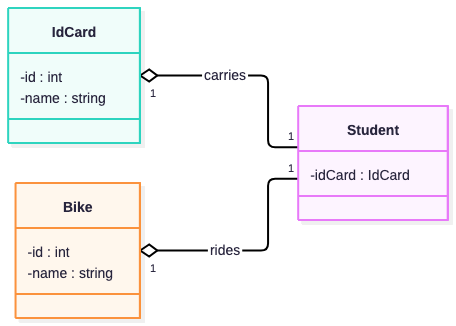 IdCard
-id : int
-name : string
1
carries
1
Student
-idCard : IdCard
1
Bike
-id : int
-name : string
1
rides